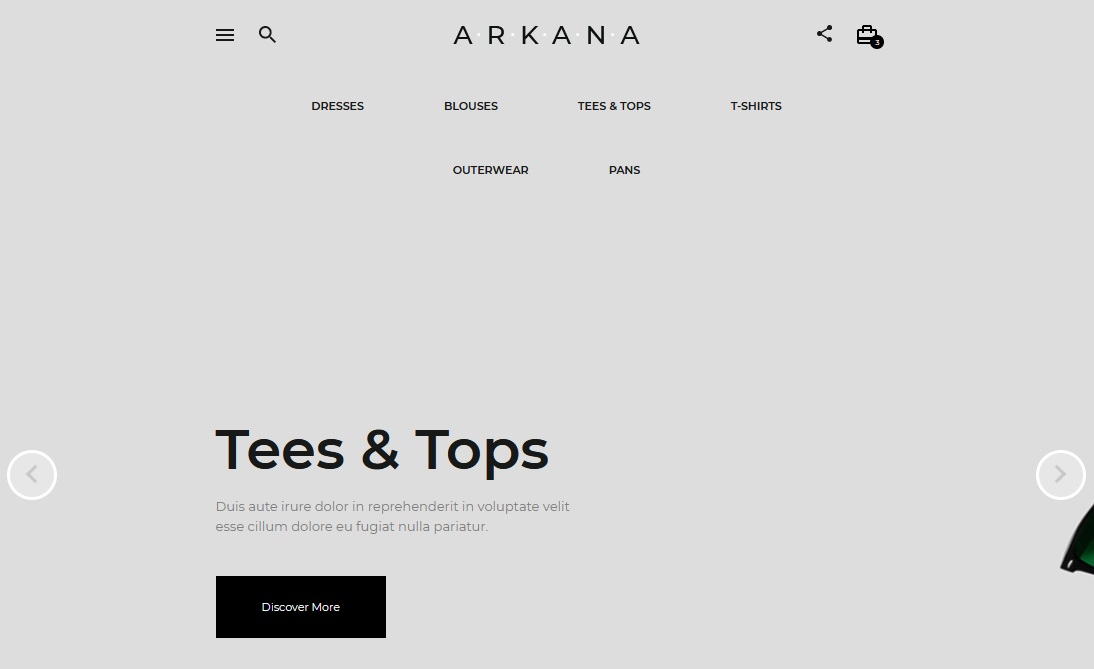 A·R·K·A·N·A
3
DRESSES BLOUSES TEES & TOPS T-SHIRTS
OUTERWEAR PANS
Tees & Tops
Duis aute irure dolor in reprehenderit in voluptate velit
esse cillum dolore eu fugiat nulla pariatur.
Discover More